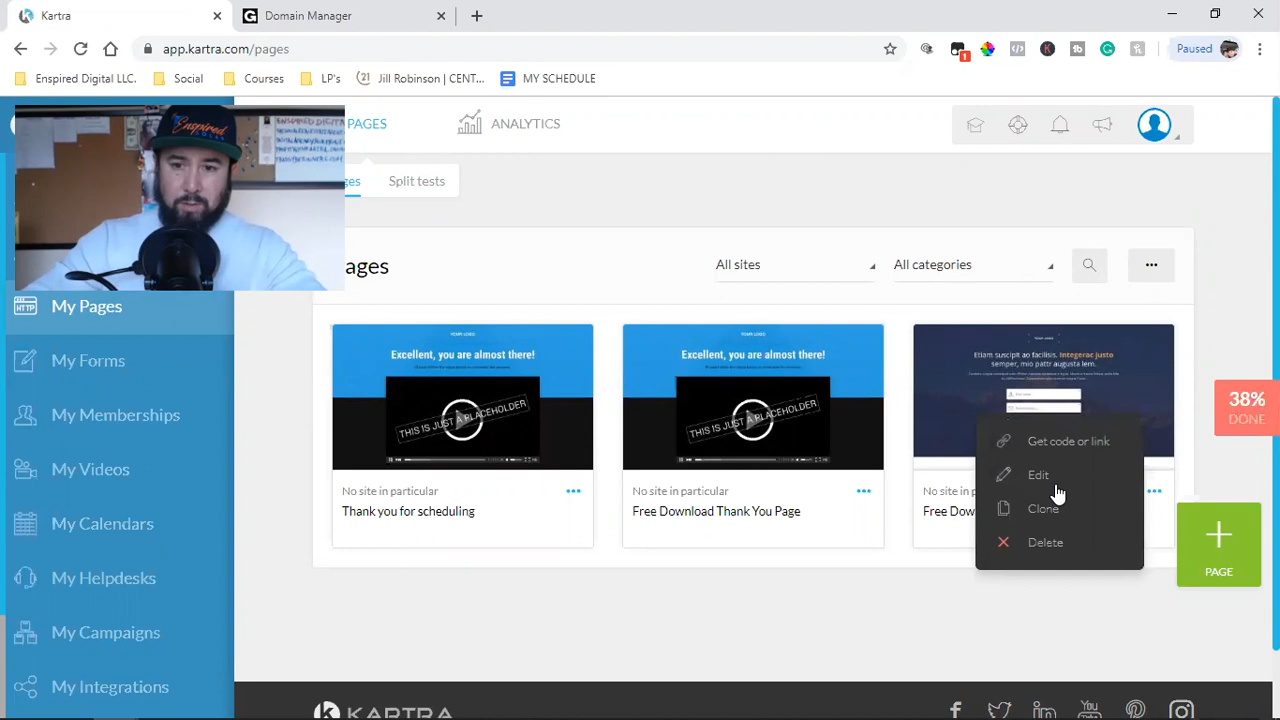 Kartra
Domain Manager
app.kartra.com/pages
Paused
Enspired Digital LLC.
Social
Courses
LP's
Jill Robinson | CENT...
MY SCHEDULE
PAGES
ANALYTICS
Split tests
ages
All sites
All categories
My Pages
My Forms
My Memberships
My Videos
My Calendars
My Helpdesks
My Campaigns
My Integrations
Excellent, you are almost there!
THIS IS JUST A PLACEHOLDER
No site in particular
Thank you for scheduling
Excellent, you are almost there!
THIS IS JUST A PLACEHOLDER
No site in particular
Free Download Thank You Page
Etiam suscipit ac facilisis. Integerac justo
semper, mio patr augusta lem.
No site in p
Free Dow
Get code or link
Edit
Clone
Delete
38%
DONE
PAGE
KARTRA